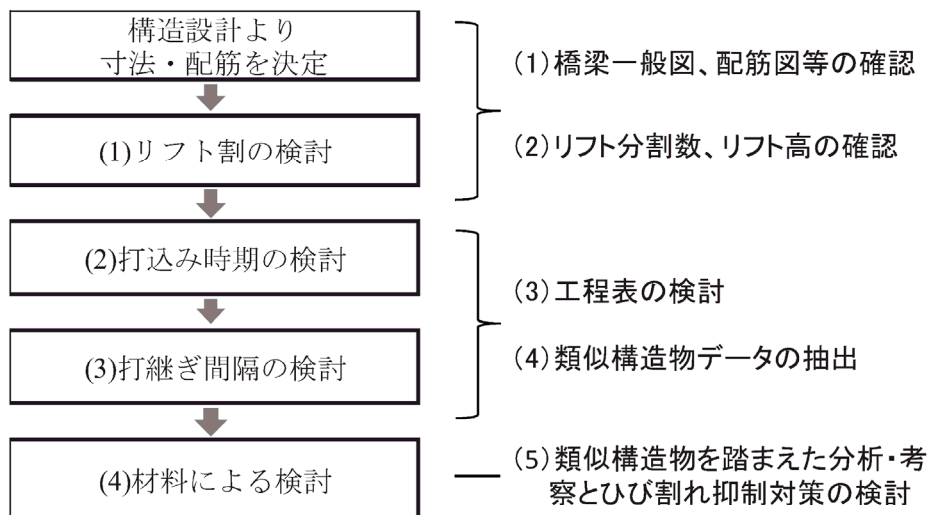 構造設計より
寸法・配筋を決定
(1)リフト割の検討
(2)打込み時期の検討
(3)打継ぎ間隔の検討
(4)材料による検討
(1)橋梁一般図、配筋図等の確認
(2)リフト分割数、リフト高の確認
(3)工程表の検討
(4)類似構造物データの抽出
(5)類似構造物を踏まえた分析・考
察とひび割れ抑制対策の検討